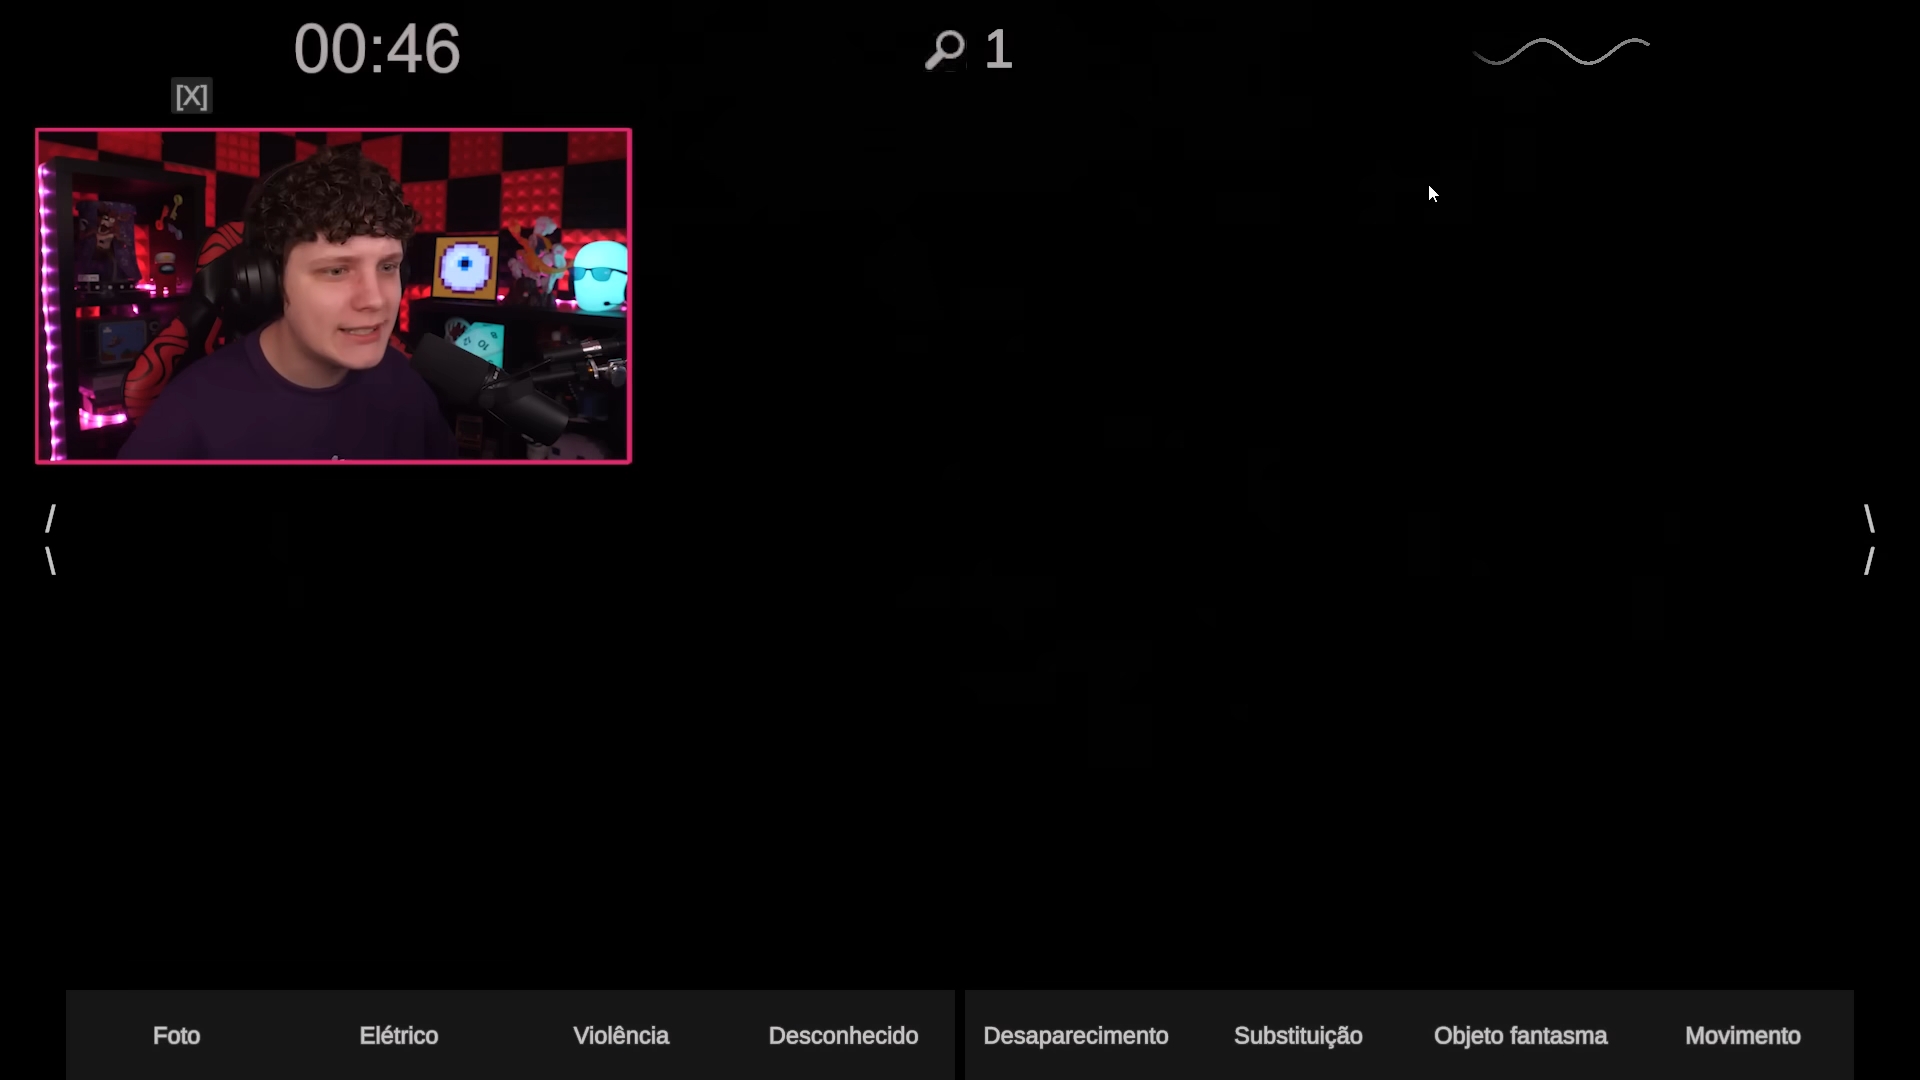 00:46
1
[X]
Foto Elétrico Violência Desconhecido Desaparecimento Substituição Objeto fantasma Movimento